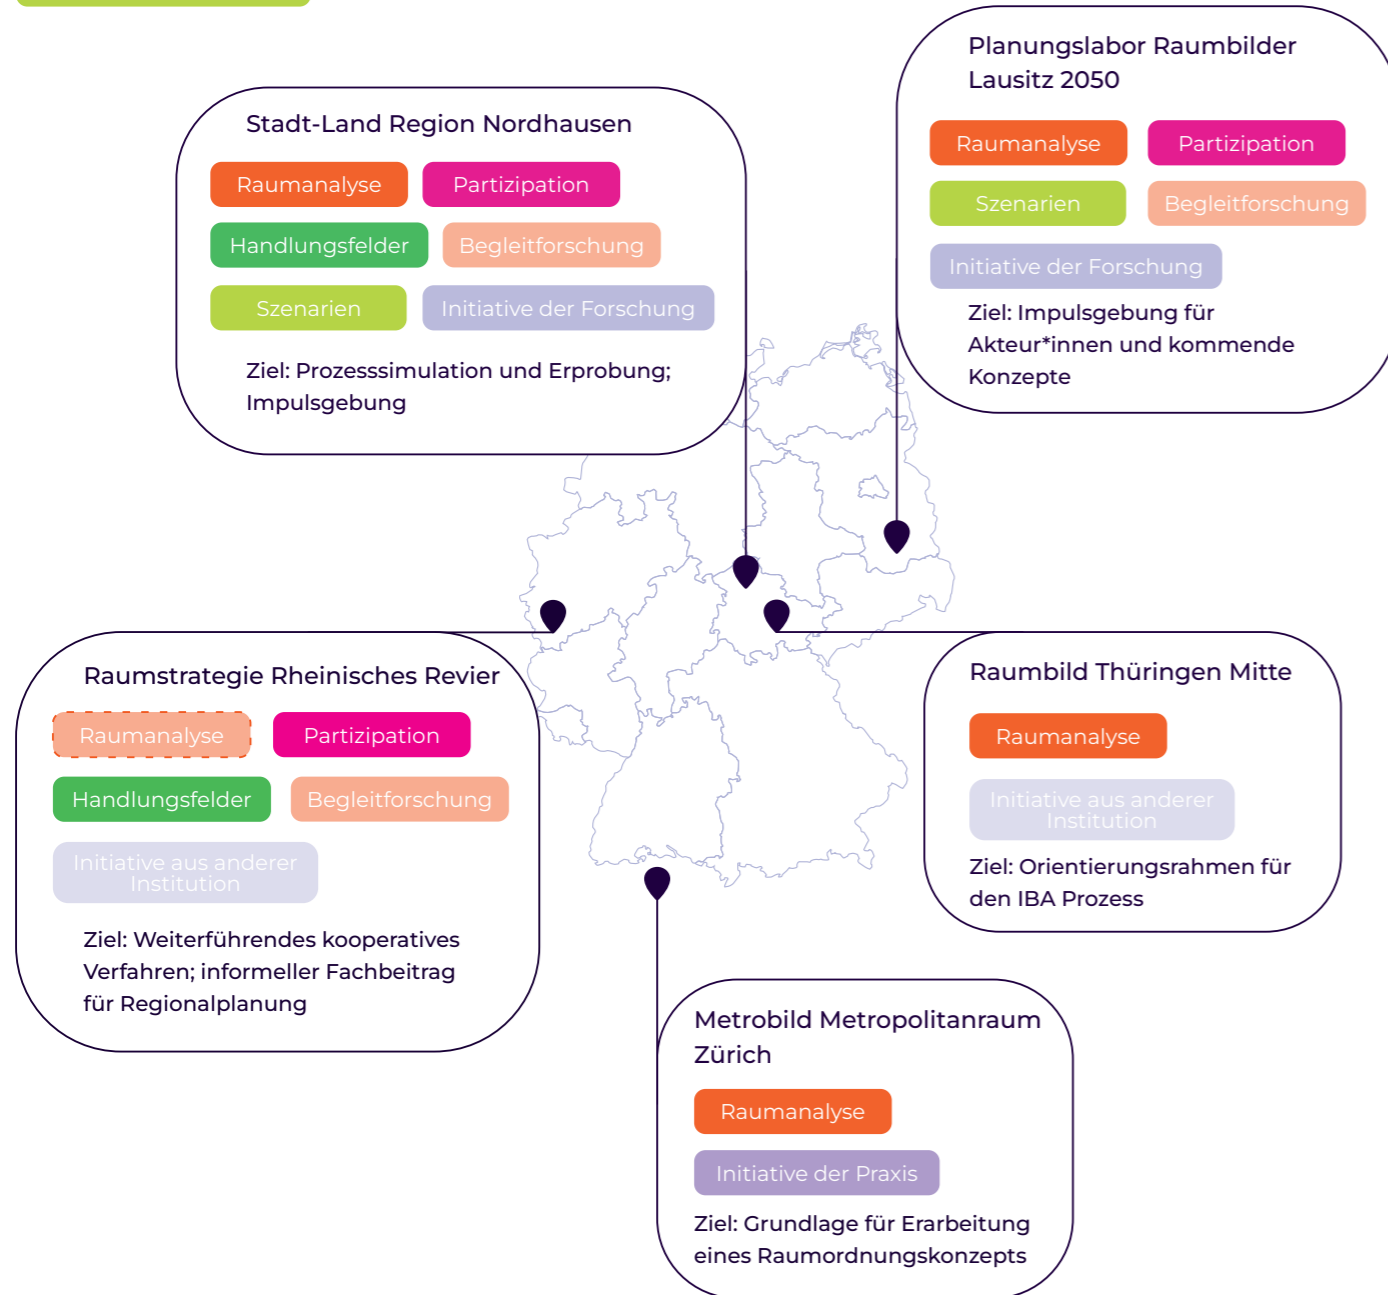 Planungslabor Raumbilder
Lausitz 2050
Raumanalyse
Partizipation
Szenarien
Begleitforschung
Initiative der Forschung
Ziel: Impulsgebung für
Akteur*innen und kommende
Konzepte
Stadt-Land Region Nordhausen
Raumanalyse
Partizipation
Handlungsfelder
Begleitforschung
Szenarien
Initiative der Forschung
Ziel: Prozesssimulation und Erprobung;
Impulsgebung
Raumstrategie Rheinisches Revier
Raumanalyse
Partizipation
Handlungsfelder
Begleitforschung
Initiative aus anderer
Institution
Ziel: Weiterführendes kooperatives
Verfahren; informeller Fachbeitrag
für Regionalplanung
Raumbild Thüringen Mitte
Raumanalyse
Initiative aus anderer
Institution
Ziel: Orientierungsrahmen für
den IBA Prozess
Metrobild Metropolitanraum
Zürich
Raumanalyse
Initiative der Praxis
Ziel: Grundlage für Erarbeitung
eines Raumordnungskonzepts